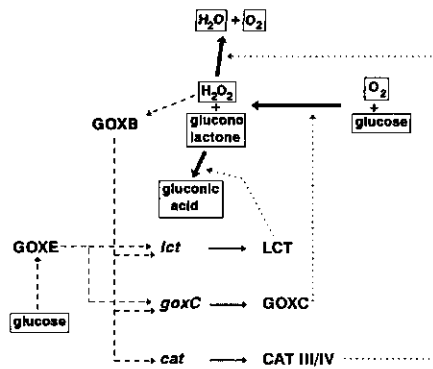 H₂O + O₂
H₂O₂
+
glucono
lactone
O₂
+
glucose
GOXB
gluconic
acid
GOXE
lct
LCT
goxC
GOXC
glucose
cat
CAT III/IV